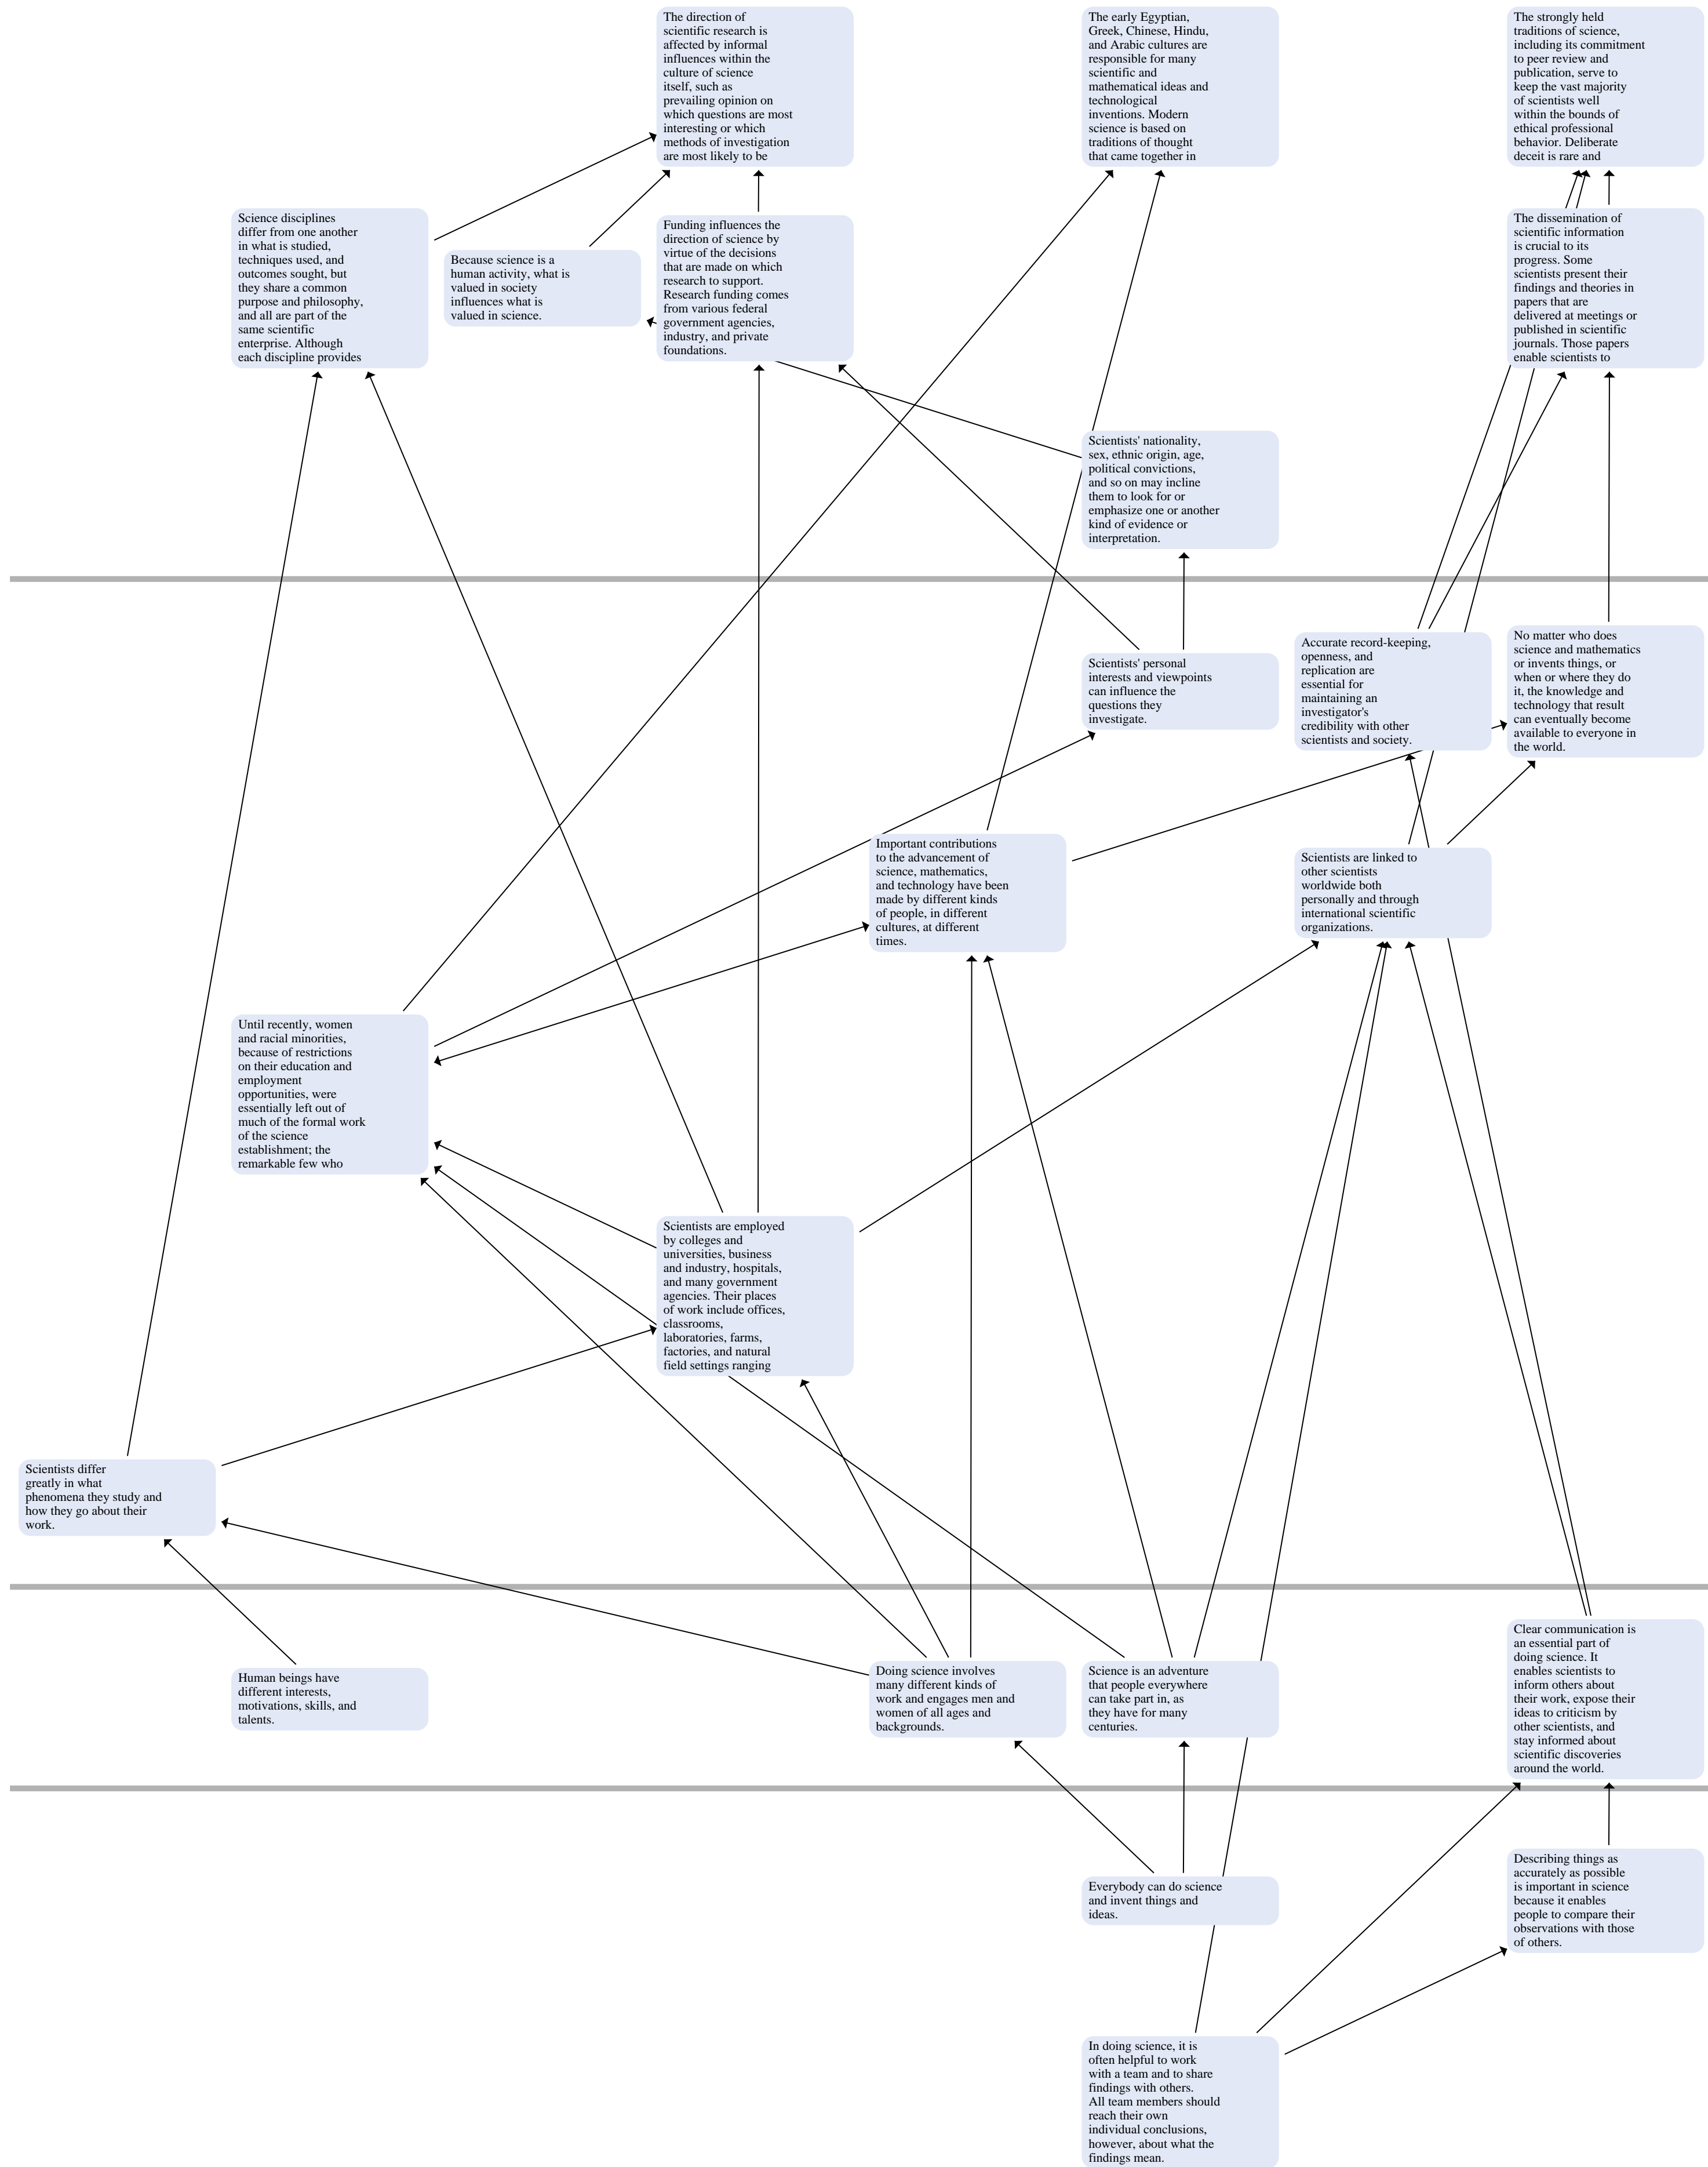 The direction of
scientific research is
affected by informal
influences within the
culture of science
itself, such as
prevailing opinion on
which questions are most
interesting or which
methods of investigation
are most likely to be
The early Egyptian,
Greek, Chinese, Hindu,
and Arabic cultures are
responsible for many
scientific and
mathematical ideas and
technological
inventions. Modern
science is based on
traditions of thought
that came together in
The strongly held
traditions of science,
including its commitment
to peer review and
publication, serve to
keep the vast majority
of scientists well
within the bounds of
ethical professional
behavior. Deliberate
deceit is rare and
Science disciplines
differ from one another
in what is studied,
techniques used, and
outcomes sought, but
they share a common
purpose and philosophy,
and all are part of the
same scientific
enterprise. Although
each discipline provides
Because science is a
human activity, what is
valued in society
influences what is
valued in science.
Funding influences the
direction of science by
virtue of the decisions
that are made on which
research to support.
Research funding comes
from various federal
government agencies,
industry, and private
foundations.
The dissemination of
scientific information
is crucial to its
progress. Some
scientists present their
findings and theories in
papers that are
delivered at meetings or
published in scientific
journals. Those papers
enable scientists to
Scientists' nationality,
sex, ethnic origin, age,
political convictions,
and so on may incline
them to look for or
emphasize one or another
kind of evidence or
interpretation.
Scientists' personal
interests and viewpoints
can influence the
questions they
investigate.
Accurate record-keeping,
openness, and
replication are
essential for
maintaining an
investigator's
credibility with other
scientists and society.
No matter who does
science and mathematics
or invents things, or
when or where they do
it, the knowledge and
technology that result
can eventually become
available to everyone in
the world.
Important contributions
to the advancement of
science, mathematics,
and technology have been
made by different kinds
of people, in different
cultures, at different
times.
Scientists are linked to
other scientists
worldwide both
personally and through
international scientific
organizations.
Until recently, women
and racial minorities,
because of restrictions
on their education and
employment
opportunities, were
essentially left out of
much of the formal work
of the science
establishment; the
remarkable few who
Scientists are employed
by colleges and
universities, business
and industry, hospitals,
and many government
agencies. Their places
of work include offices,
classrooms,
laboratories, farms,
factories, and natural
field settings ranging
Scientists differ
greatly in what
phenomena they study and
how they go about their
work.
Human beings have
different interests,
motivations, skills, and
talents.
Doing science involves
many different kinds of
work and engages men and
women of all ages and
backgrounds.
Science is an adventure
that people everywhere
can take part in, as
they have for many
centuries.
Clear communication is
an essential part of
doing science. It
enables scientists to
inform others about
their work, expose their
ideas to criticism by
other scientists, and
stay informed about
scientific discoveries
around the world.
Everybody can do science
and invent things and
ideas.
Describing things as
accurately as possible
is important in science
because it enables
people to compare their
observations with those
of others.
In doing science, it is
often helpful to work
with a team and to share
findings with others.
All team members should
reach their own
individual conclusions,
however, about what the
findings mean.